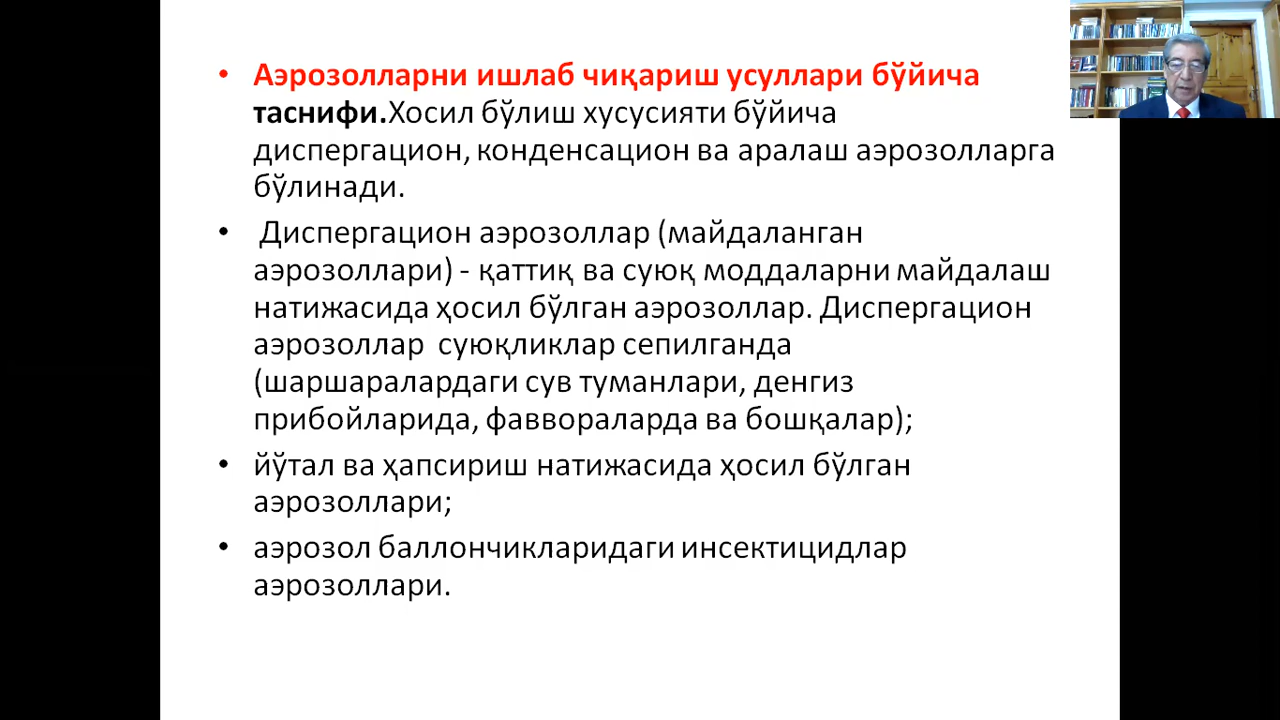 • Аэрозолларни ишлаб чиқариш усуллари бўйича
таснифи.Хосил бўлиш хусусияти бўйича
диспергацион, конденсацион ва аралаш аэрозолларга
бўлинади.
• Диспергацион аэрозоллар (майдаланган
аэрозоллари) - қаттиқ ва суюқ моддаларни майдалаш
натижасида ҳосил бўлган аэрозоллар. Диспергацион
аэрозоллар суюқликлар сепилганда
(шаршаралардаги сув туманлари, денгиз
прибойларида, фаввораларда ва бошқалар);
• йўтал ва ҳапсириш натижасида ҳосил бўлган
аэрозоллари;
• аэрозол баллончикларидаги инсектицидлар
аэрозоллари.